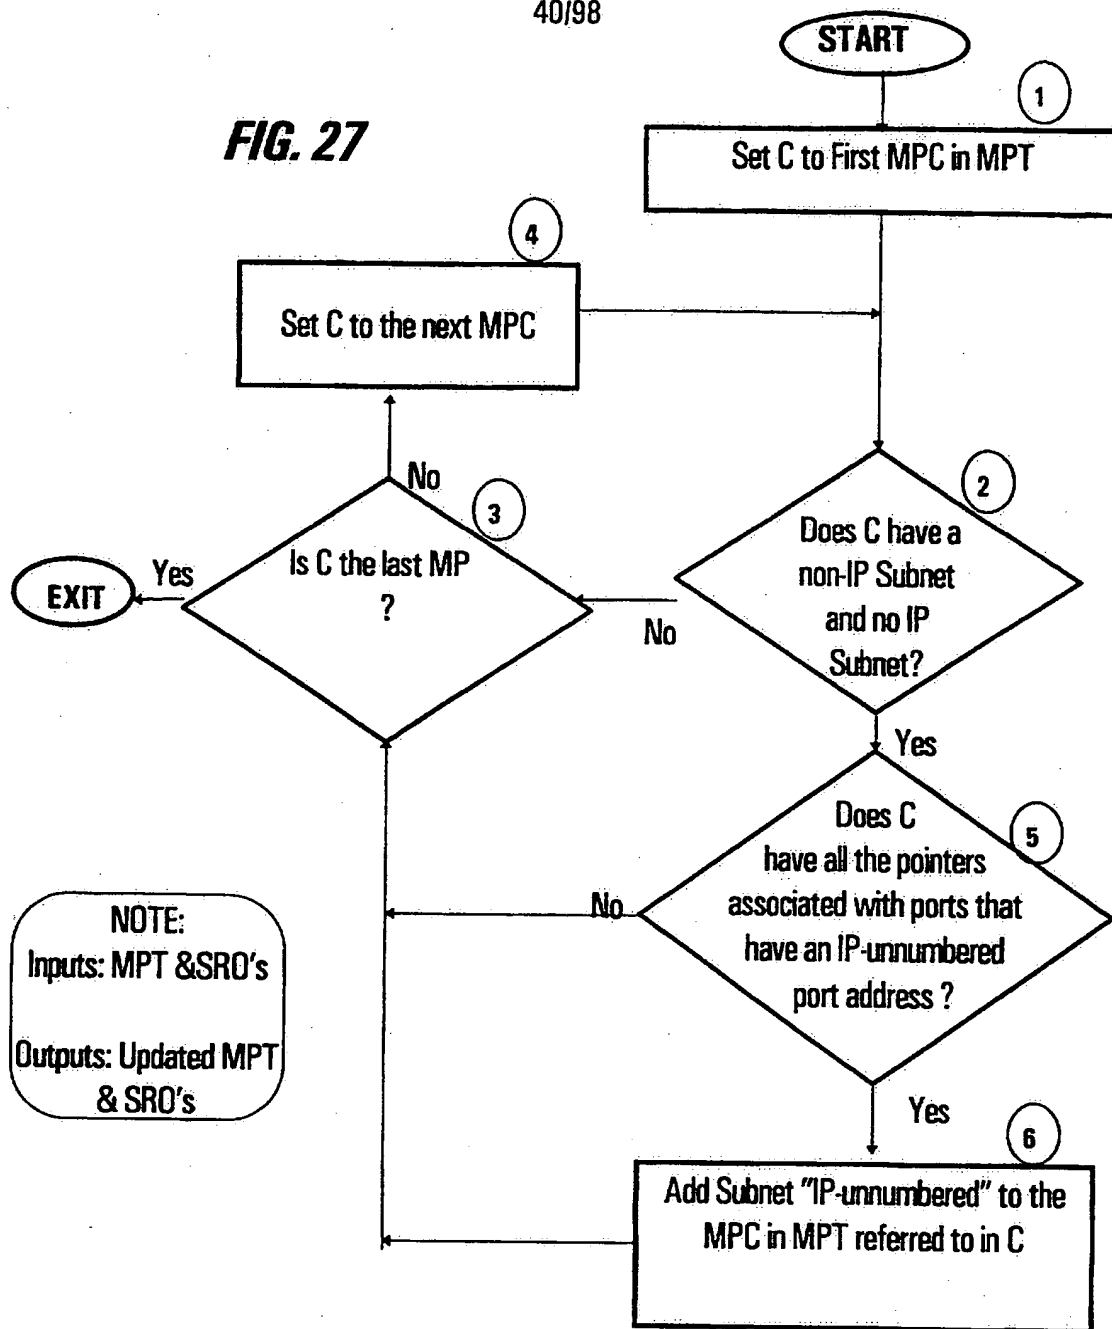 40/98
START
FIG. 27
1
Set C to First MPC in MPT
4
Set C to the next MPC
2
Does C have a
non-IP Subnet
and no IP
Subnet?
No
3
Is C the last MP
?
Yes
EXIT
No
Yes
5
Does C
have all the pointers
associated with ports that
have an IP-unnumbered
port address ?
No
NOTE:
Inputs: MPT &SRO's
Outputs: Updated MPT
& SRO's
Yes
6
Add Subnet "IP-unnumbered" to the
MPC in MPT referred to in C